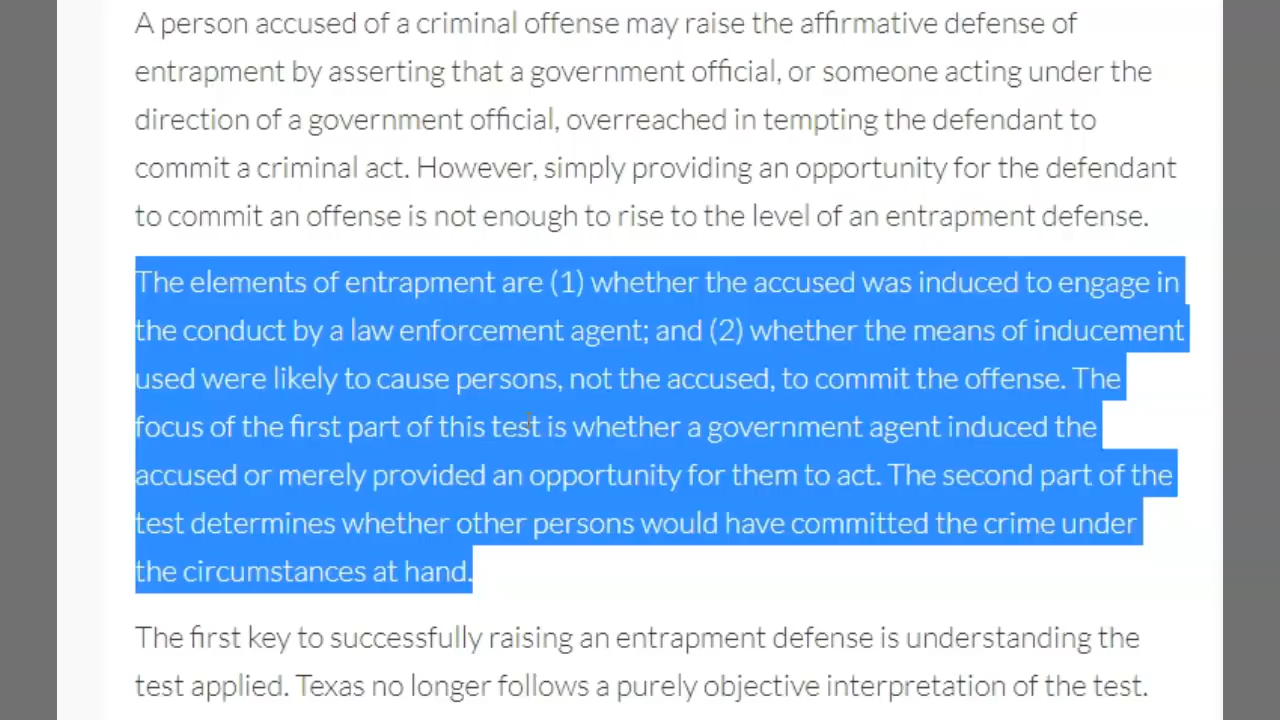 A person accused of a criminal offense may raise the affirmative defense of
entrapment by asserting that a government official, or someone acting under the
direction of a government official, overreached in tempting the defendant to
commit a criminal act. However, simply providing an opportunity for the defendant
to commit an offense is not enough to rise to the level of an entrapment defense.
The elements of entrapment are (1) whether the accused was induced to engage in
the conduct by a law enforcement agent; and (2) whether the means of inducement
used were likely to cause persons, not the accused, to commit the offense. The
focus of the first part of this test is whether a government agent induced the
accused or merely provided an opportunity for them to act. The second part of the
test determines whether other persons would have committed the crime under
the circumstances at hand.
The first key to successfully raising an entrapment defense is understanding the
test applied. Texas no longer follows a purely objective interpretation of the test.